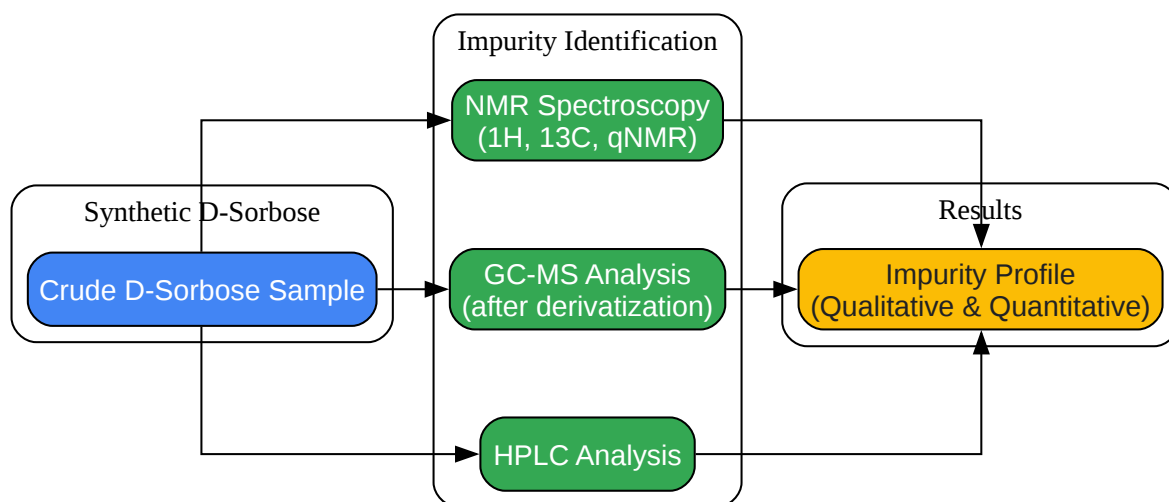 Impurity Identification
NMR Spectroscopy
(1H, 13C, qNMR)
Synthetic D-Sorbose
Crude D-Sorbose Sample
GC-MS Analysis
(after derivatization)
HPLC Analysis
Results
Impurity Profile
(Qualitative & Quantitative)